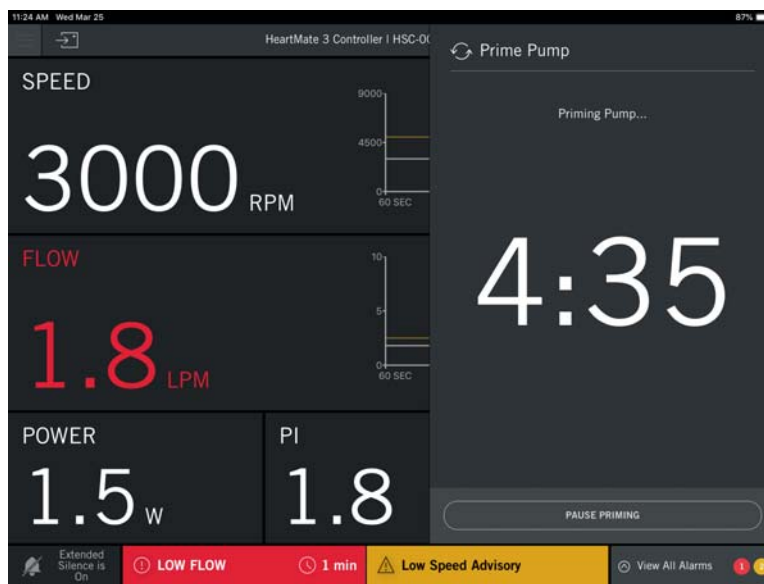 11:24 AM Wed Mar 25
87%
HeartMate 3 Controller | HSC-00
Prime Pump
SPEED
9000
4500
0
60 SEC
3000 RPM
Priming Pump...
4:35
FLOW
10
5
0
60 SEC
1.8 LPM
POWER
1.5 W
PI
1.8
PAUSE PRIMING
Extended
Silence is
On
LOW FLOW
1 min
Low Speed Advisory
View All Alarms
1